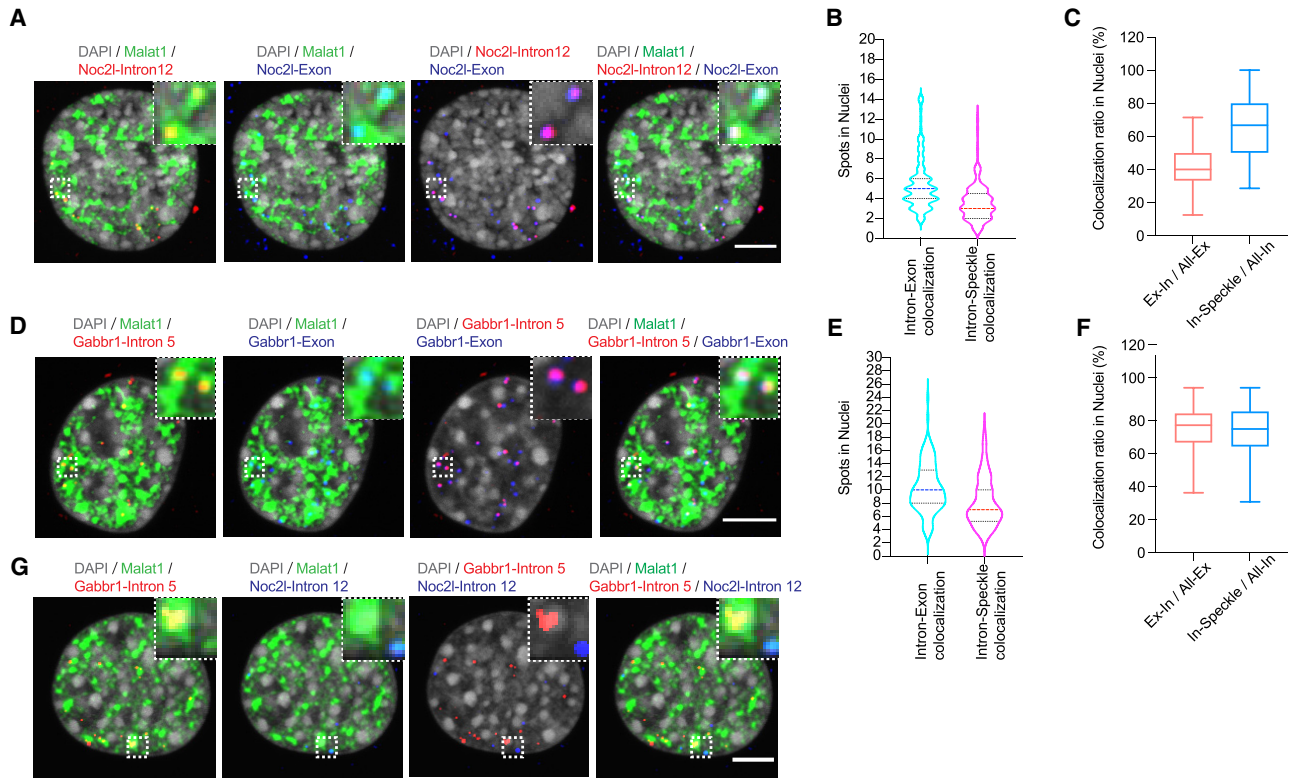 A
DAPI / Malat1 /
Noc2l-Intron12
DAPI / Malat1 /
Noc2l-Exon
DAPI / Noc2l-Intron12
Noc2l-Exon
DAPI / Malat1 /
Noc2l-Intron12 / Noc2l-Exon
B
Spots in Nuclei
20
18
16
14
12
10
8
6
4
2
0
Intron-Exon
colocalization
Intron-Speckle
colocalization
C
Colocalization ratio in Nuclei (%)
120
100
80
60
40
20
0
Ex-In / All-Ex
In-Speckle / All-In
D
DAPI / Malat1 /
Gabbr1-Intron 5
DAPI / Malat1 /
Gabbr1-Exon
DAPI / Gabbr1-Intron 5
Gabbr1-Exon
DAPI / Malat1 /
Gabbr1-Intron 5 / Gabbr1-Exon
E
Spots in Nuclei
30
28
26
24
22
20
18
16
14
12
10
8
6
4
2
0
Intron-Exon
colocalization
Intron-Speckle
colocalization
F
Colocalization ratio in Nuclei (%)
120
100
80
60
40
20
0
Ex-In / All-Ex
In-Speckle / All-In
G
DAPI / Malat1 /
Gabbr1-Intron 5
DAPI / Malat1 /
Noc2l-Intron 12
DAPI / Gabbr1-Intron 5
Noc2l-Intron 12
DAPI / Malat1 /
Gabbr1-Intron 5 / Noc2l-Intron 12